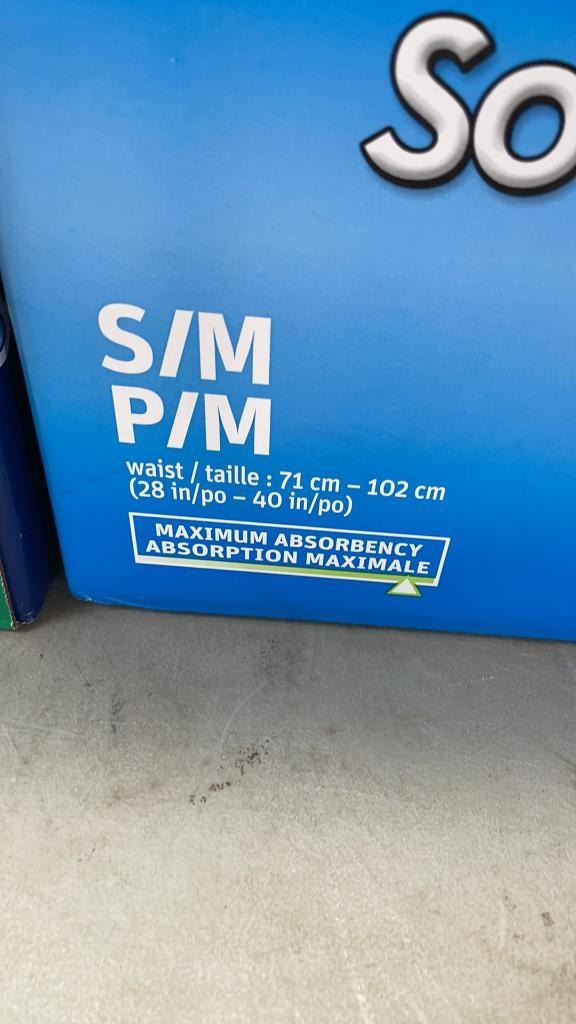 So
S/M
P/M
waist / taille : 71 cm – 102 cm
(28 in/po – 40 in/po)
MAXIMUM ABSORBENCY
ABSORPTION MAXIMALE